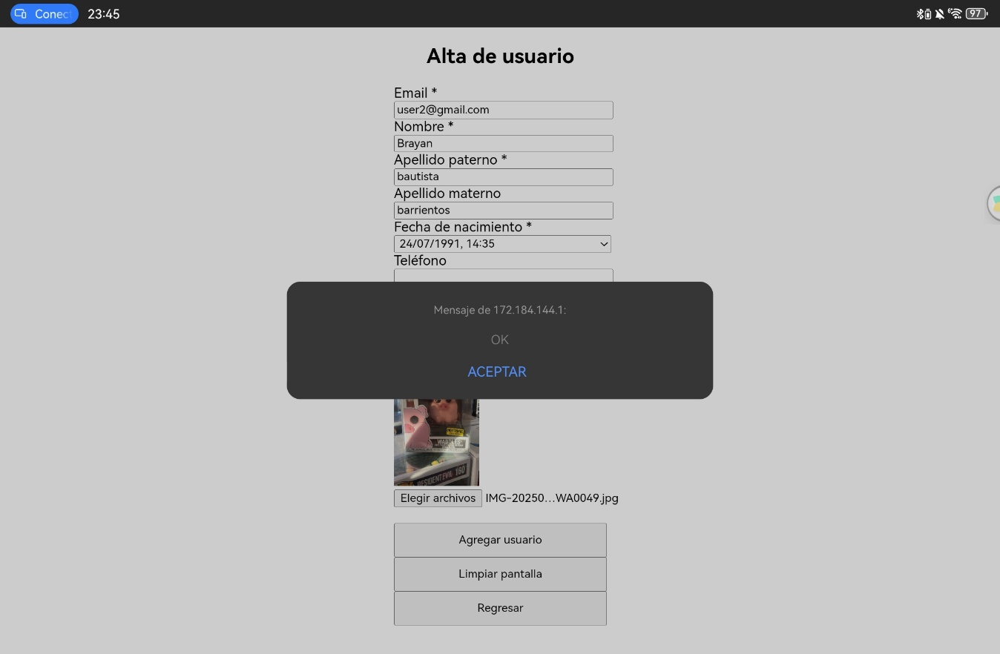 Conec
23:45
97
Alta de usuario
Email *
user2@gmail.com
Nombre *
Brayan
Apellido paterno *
bautista
Apellido materno
barrientos
Fecha de nacimiento *
24/07/1991, 14:35
Teléfono
Mensaje de 172.184.144.1:
OK
ACEPTAR
RESIDENT EVIL 160
Elegir archivos IMG-20250...WA0049.jpg
Agregar usuario
Limpiar pantalla
Regresar